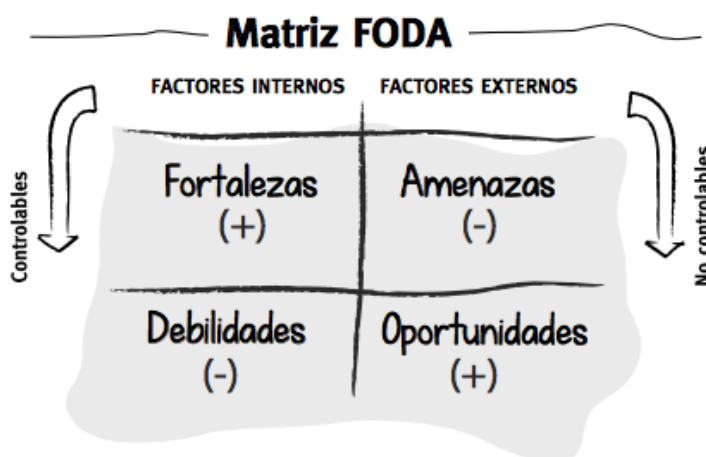 Matriz FODA
FACTORES INTERNOS
FACTORES EXTERNOS
Controlables
No controlables
Fortalezas
(+)
Amenazas
(-)
Debilidades
(-)
Oportunidades
(+)